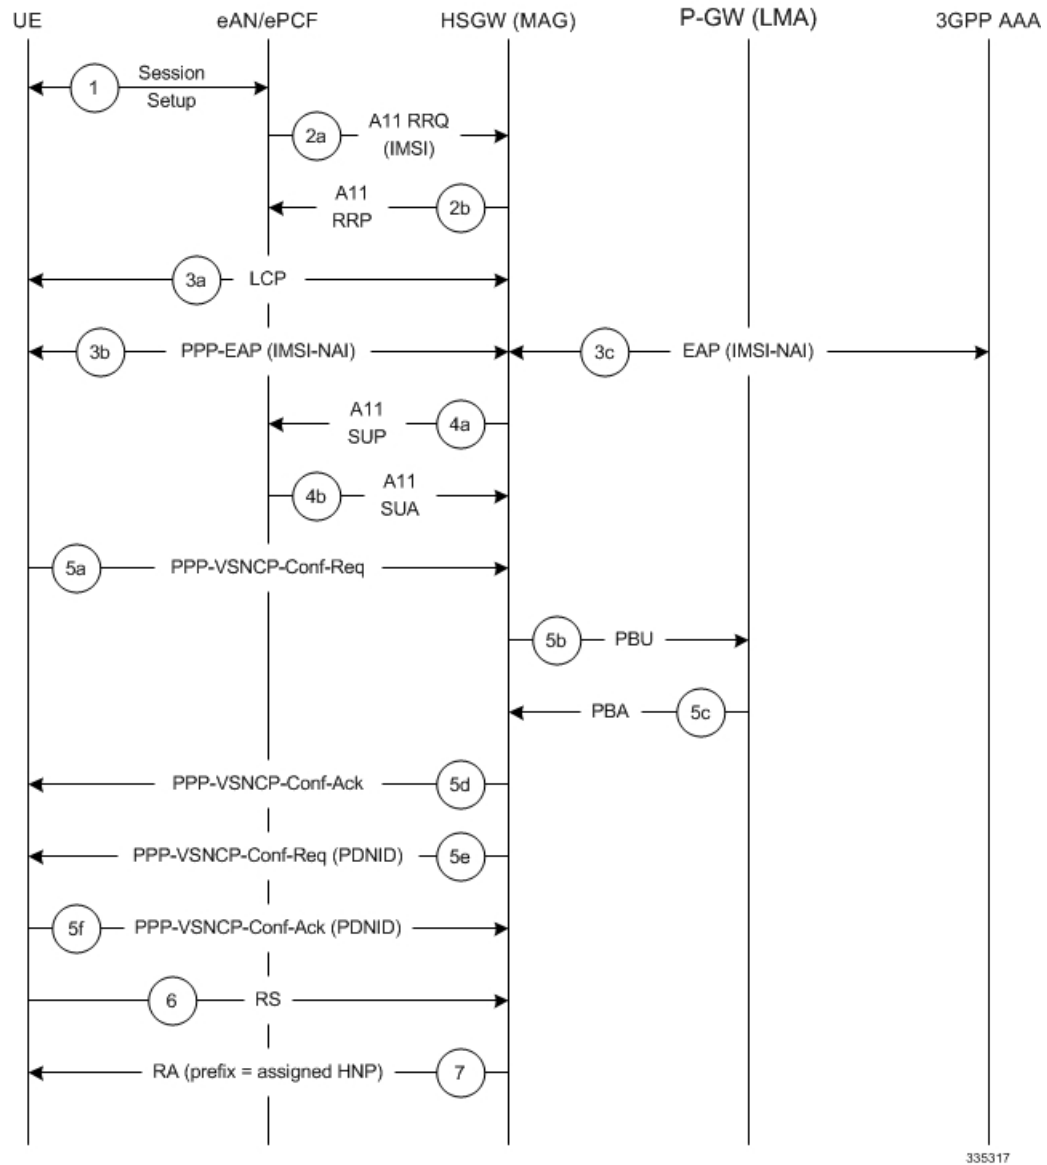 UE eAN/ePCF HSGW (MAG) P-GW (LMA) 3GPP AAA
1 Session
Setup
2a A11 RRQ
(IMSI)
A11
RRP 2b
3a LCP
3b PPP-EAP (IMSI-NAI) 3c EAP (IMSI-NAI)
A11
SUP 4a
4b A11
SUA
5a PPP-VSNCP-Conf-Req
5b PBU
PBA 5c
PPP-VSNCP-Conf-Ack 5d
PPP-VSNCP-Conf-Req (PDNID) 5e
5f PPP-VSNCP-Conf-Ack (PDNID)
6 RS
RA (prefix = assigned HNP) 7
335317